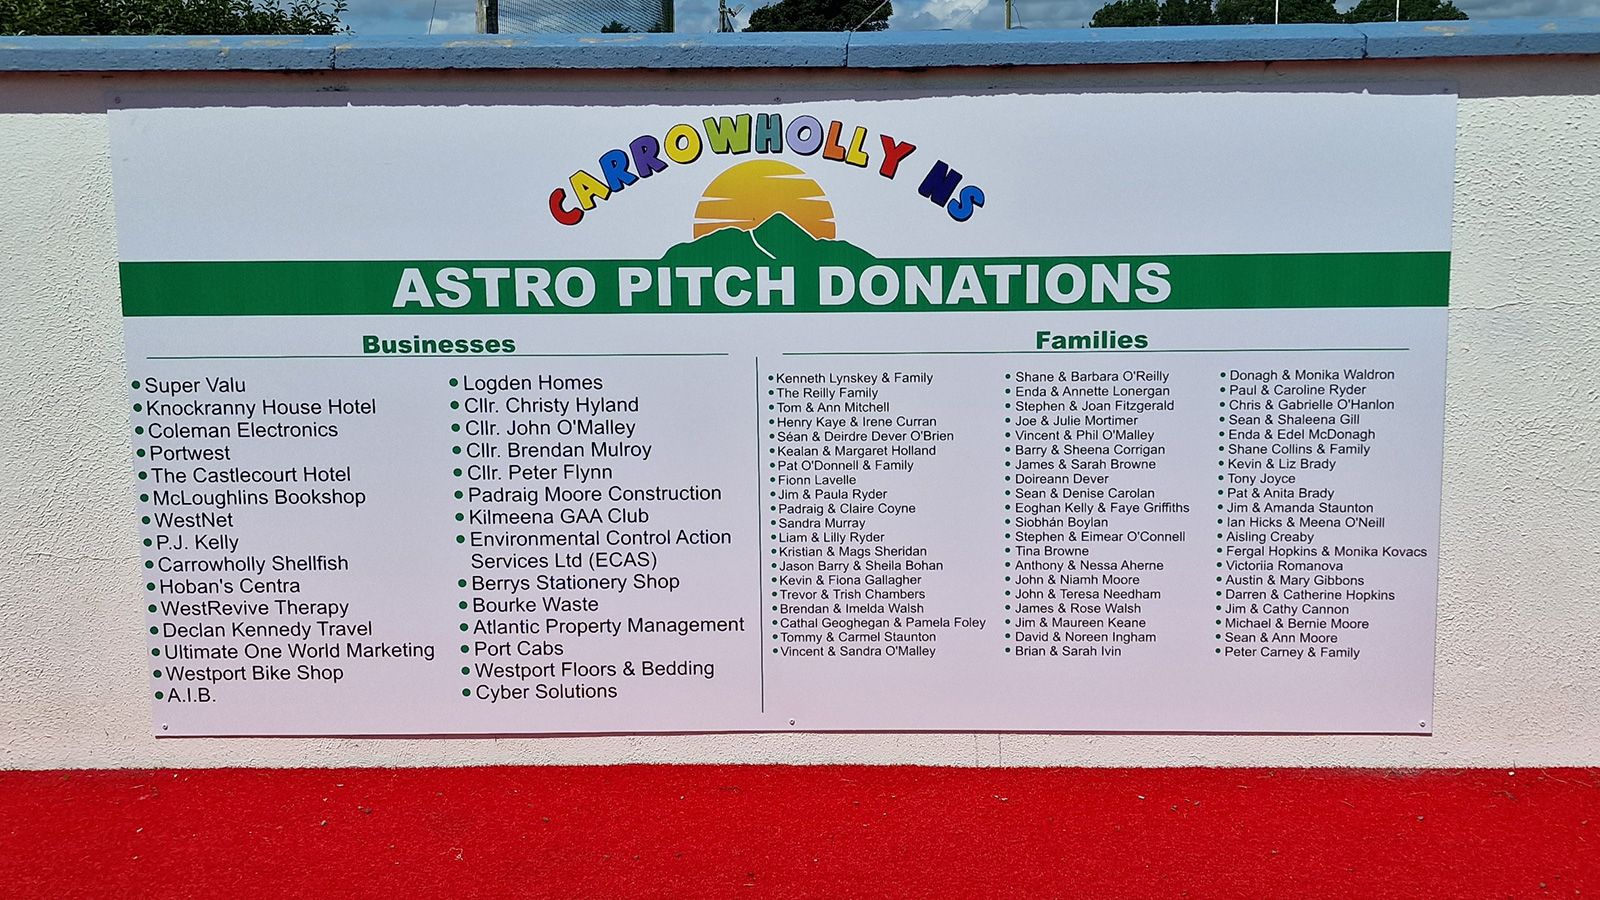 CARROWHOLLY NS
ASTRO PITCH DONATIONS
Businesses
Super Valu
Knockranny House Hotel
Coleman Electronics
Portwest
The Castlecourt Hotel
McLoughlins Bookshop
WestNet
P.J. Kelly
Carrowholly Shellfish
Hoban's Centra
WestRevive Therapy
Declan Kennedy Travel
Ultimate One World Marketing
Westport Bike Shop
A.I.B.
Logden Homes
Cllr. Christy Hyland
Cllr. John O'Malley
Cllr. Brendan Mulroy
Cllr. Peter Flynn
Padraig Moore Construction
Kilmeena GAA Club
Environmental Control Action
Services Ltd (ECAS)
Berrys Stationery Shop
Bourke Waste
Atlantic Property Management
Port Cabs
Westport Floors & Bedding
Cyber Solutions
Families
Kenneth Lynskey & Family
The Reilly Family
Tom & Ann Mitchell
Henry Kaye & Irene Curran
Séan & Deirdre Dever O'Brien
Kealan & Margaret Holland
Pat O'Donnell & Family
Fionn Lavelle
Jim & Paula Ryder
Padraig & Claire Coyne
Sandra Murray
Liam & Lilly Ryder
Kristian & Mags Sheridan
Jason Barry & Sheila Bohan
Kevin & Fiona Gallagher
Trevor & Trish Chambers
Brendan & Imelda Walsh
Cathal Geoghegan & Pamela Foley
Tommy & Carmel Staunton
Vincent & Sandra O'Malley
Shane & Barbara O'Reilly
Enda & Annette Lonergan
Stephen & Joan Fitzgerald
Joe & Julie Mortimer
Vincent & Phil O'Malley
Barry & Sheena Corrigan
James & Sarah Browne
Doireann Dever
Sean & Denise Carolan
Eoghan Kelly & Faye Griffiths
Siobhán Boylan
Stephen & Eimear O'Connell
Tina Browne
Anthony & Nessa Aherne
John & Niamh Moore
John & Teresa Needham
James & Rose Walsh
Jim & Maureen Keane
David & Noreen Ingham
Brian & Sarah Ivin
Donagh & Monika Waldron
Paul & Caroline Ryder
Chris & Gabrielle O'Hanlon
Sean & Shaleena Gill
Enda & Edel McDonagh
Shane Collins & Family
Kevin & Liz Brady
Tony Joyce
Pat & Anita Brady
Jim & Amanda Staunton
Ian Hicks & Meena O'Neill
Aisling Creaby
Fergal Hopkins & Monika Kovacs
Victoriia Romanova
Austin & Mary Gibbons
Darren & Catherine Hopkins
Jim & Cathy Cannon
Michael & Bernie Moore
Sean & Ann Moore
Peter Carney & Family